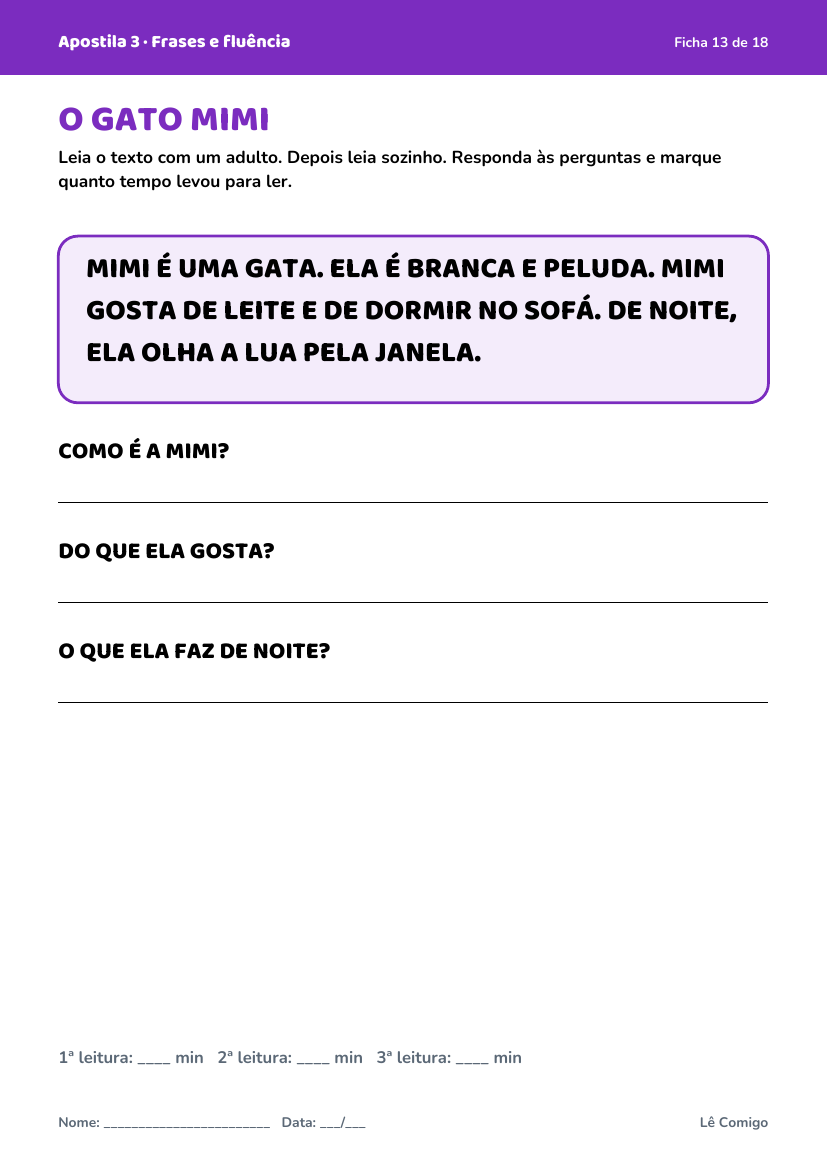 Apostila 3 · Frases e fluência
Ficha 13 de 18
O GATO MIMI
Leia o texto com um adulto. Depois leia sozinho. Responda às perguntas e marque
quanto tempo levou para ler.
MIMI É UMA GATA. ELA É BRANCA E PELUDA. MIMI
GOSTA DE LEITE E DE DORMIR NO SOFÁ. DE NOITE,
ELA OLHA A LUA PELA JANELA.
COMO É A MIMI?
DO QUE ELA GOSTA?
O QUE ELA FAZ DE NOITE?
1ª leitura: ____ min 2ª leitura: ____ min 3ª leitura: ____ min
Nome: ________________________ Data: ___/___
Lê Comigo